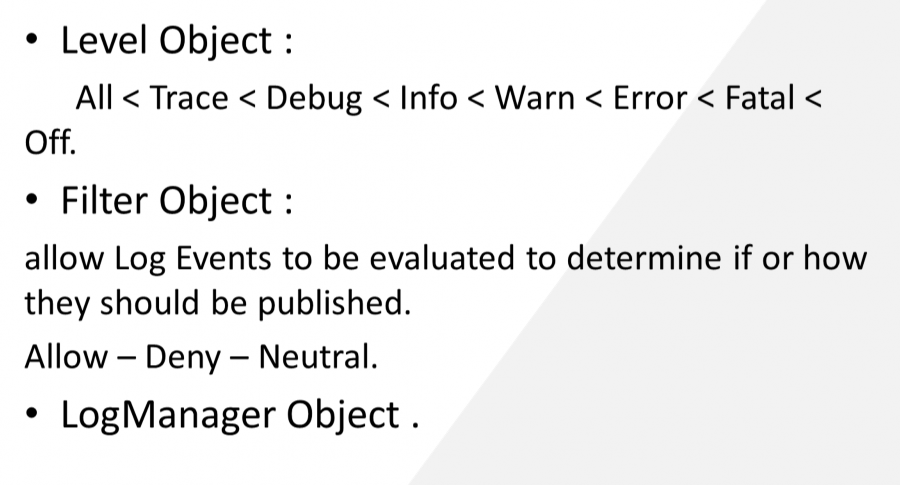 • Level Object :
All < Trace < Debug < Info < Warn < Error < Fatal <
Off.
• Filter Object :
allow Log Events to be evaluated to determine if or how
they should be published.
Allow – Deny – Neutral.
• LogManager Object .